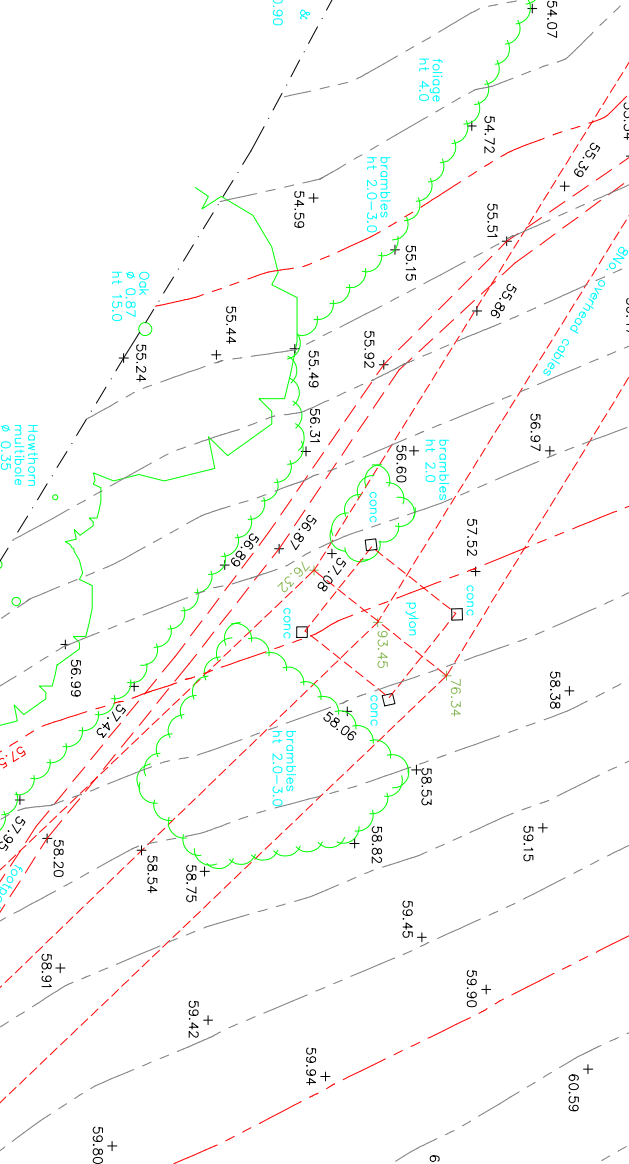 &
0.90
54.07
foliage
ht 4.0
54.72
55.39
brambles
ht 2.0-3.0
54.59
55.51
55.15
8No. overhead cables
55.86
Oak
ø 0.87
ht 15.0
55.44
55.24
55.92
55.49
56.31
56.97
brambles
ht 2.0
56.60
Hawthorn
multibole
ø 0.35
conc
56.87
57.52
56.89
57.08
76.32
conc
pylon
conc
93.45
56.99
76.34
58.38
conc
57.43
58.06
brambles
ht 2.0-3.0
58.53
57.95
58.20
58.54
58.75
58.82
59.15
59.45
58.91
59.90
59.42
59.94
60.59
59.80
6